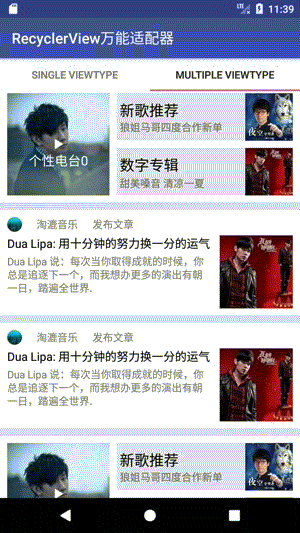 11:39
RecyclerView万能适配器
SINGLE VIEWTYPE
MULTIPLE VIEWTYPE
个性电台0
新歌推荐
狼姐马哥四度合作新单
数字专辑
甜美嗓音 清凉一夏
淘漉音乐 发布文章
Dua Lipa: 用十分钟的努力换一分的运气
Dua Lipa 说：每次当你取得成就的时候，你
总是追逐下一个，而我想办更多的演出有朝
一日，踏遍全世界.
淘漉音乐 发布文章
Dua Lipa: 用十分钟的努力换一分的运气
Dua Lipa 说：每次当你取得成就的时候，你
总是追逐下一个，而我想办更多的演出有朝
一日，踏遍全世界.
新歌推荐
狼姐马哥四度合作新单